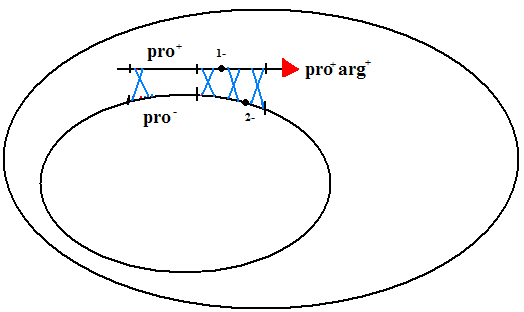 pro⁺ 1-
pro⁺ arg⁺
pro⁻ 2-